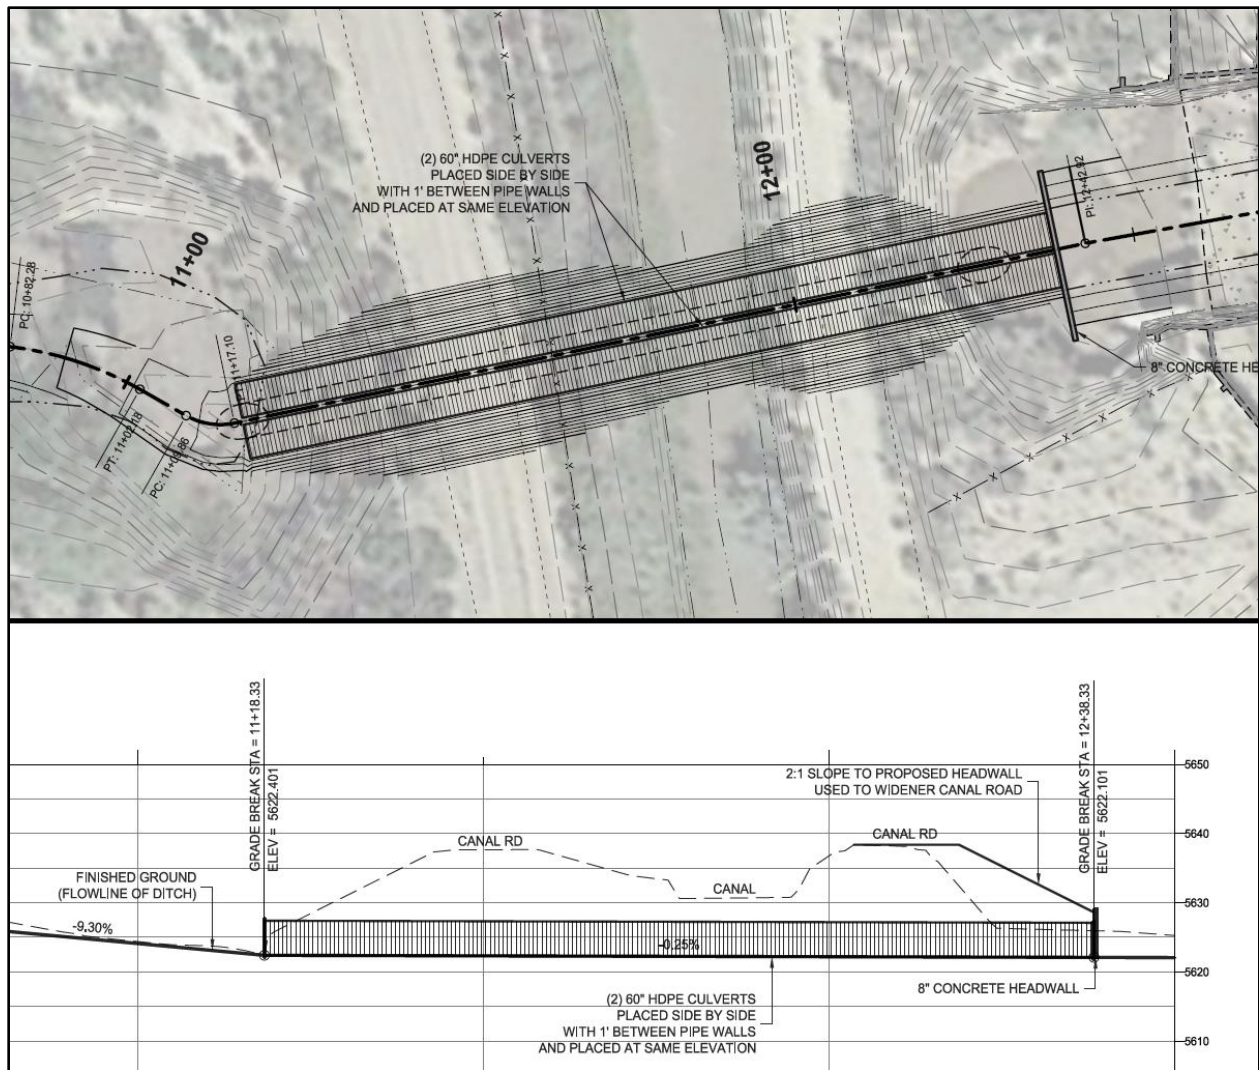 (2) 60" HDPE CULVERTS
PLACED SIDE BY SIDE
WITH 1' BETWEEN PIPE WALLS
AND PLACED AT SAME ELEVATION
12+00
PI: 12+42.92
11+00
PC: 10+82.28
11+17.10
PT: 11+02.18
PC: 11+
8" CONCRETE HE
GRADE BREAK STA = 11+18.33
ELEV = 5622.401
GRADE BREAK STA = 12+38.33
ELEV = 5622.101
2:1 SLOPE TO PROPOSED HEADWALL
USED TO WIDENER CANAL ROAD
5650
5640
5630
5620
5610
CANAL RD
CANAL RD
CANAL
FINISHED GROUND
(FLOWLINE OF DITCH)
-9.30%
-0.25%
8" CONCRETE HEADWALL
(2) 60" HDPE CULVERTS
PLACED SIDE BY SIDE
WITH 1' BETWEEN PIPE WALLS
AND PLACED AT SAME ELEVATION